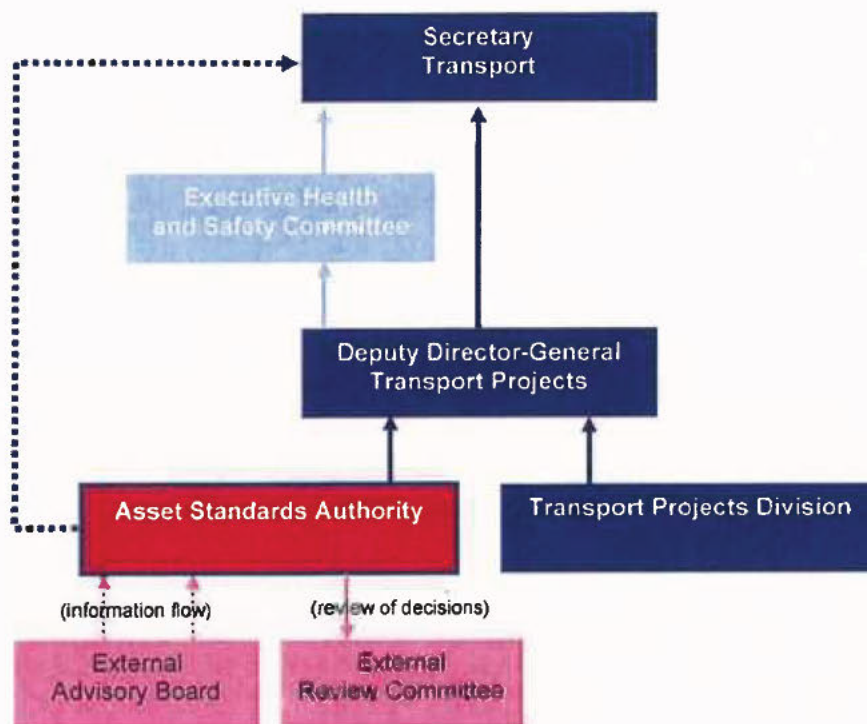 Secretary
Transport
Executive Health
and Safety Committee
Deputy Director-General
Transport Projects
Asset Standards Authority
Transport Projects Division
(information flow)
(review of decisions)
External
Advisory Board
External
Review Committee